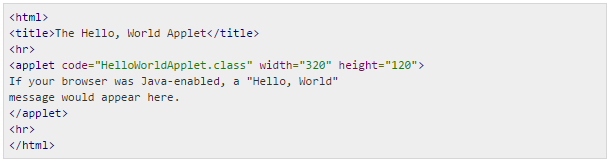 <html>
<title>The Hello, World Applet</title>
<hr>
<applet code="HelloWorldApplet.class" width="320" height="120">
If your browser was Java-enabled, a "Hello, World"
message would appear here.
</applet>
<hr>
</html>